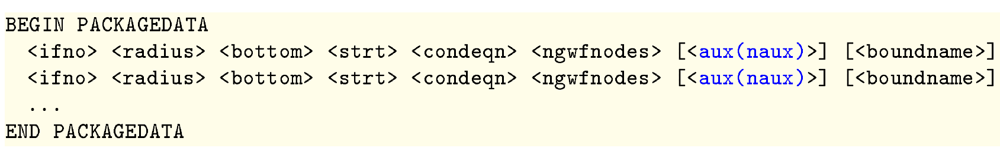 BEGIN PACKAGEDATA
<ifno> <radius> <bottom> <strt> <condeqn> <ngwfnodes> [<aux(naux)>] [<boundname>]
<ifno> <radius> <bottom> <strt> <condeqn> <ngwfnodes> [<aux(naux)>] [<boundname>]
...
END PACKAGEDATA